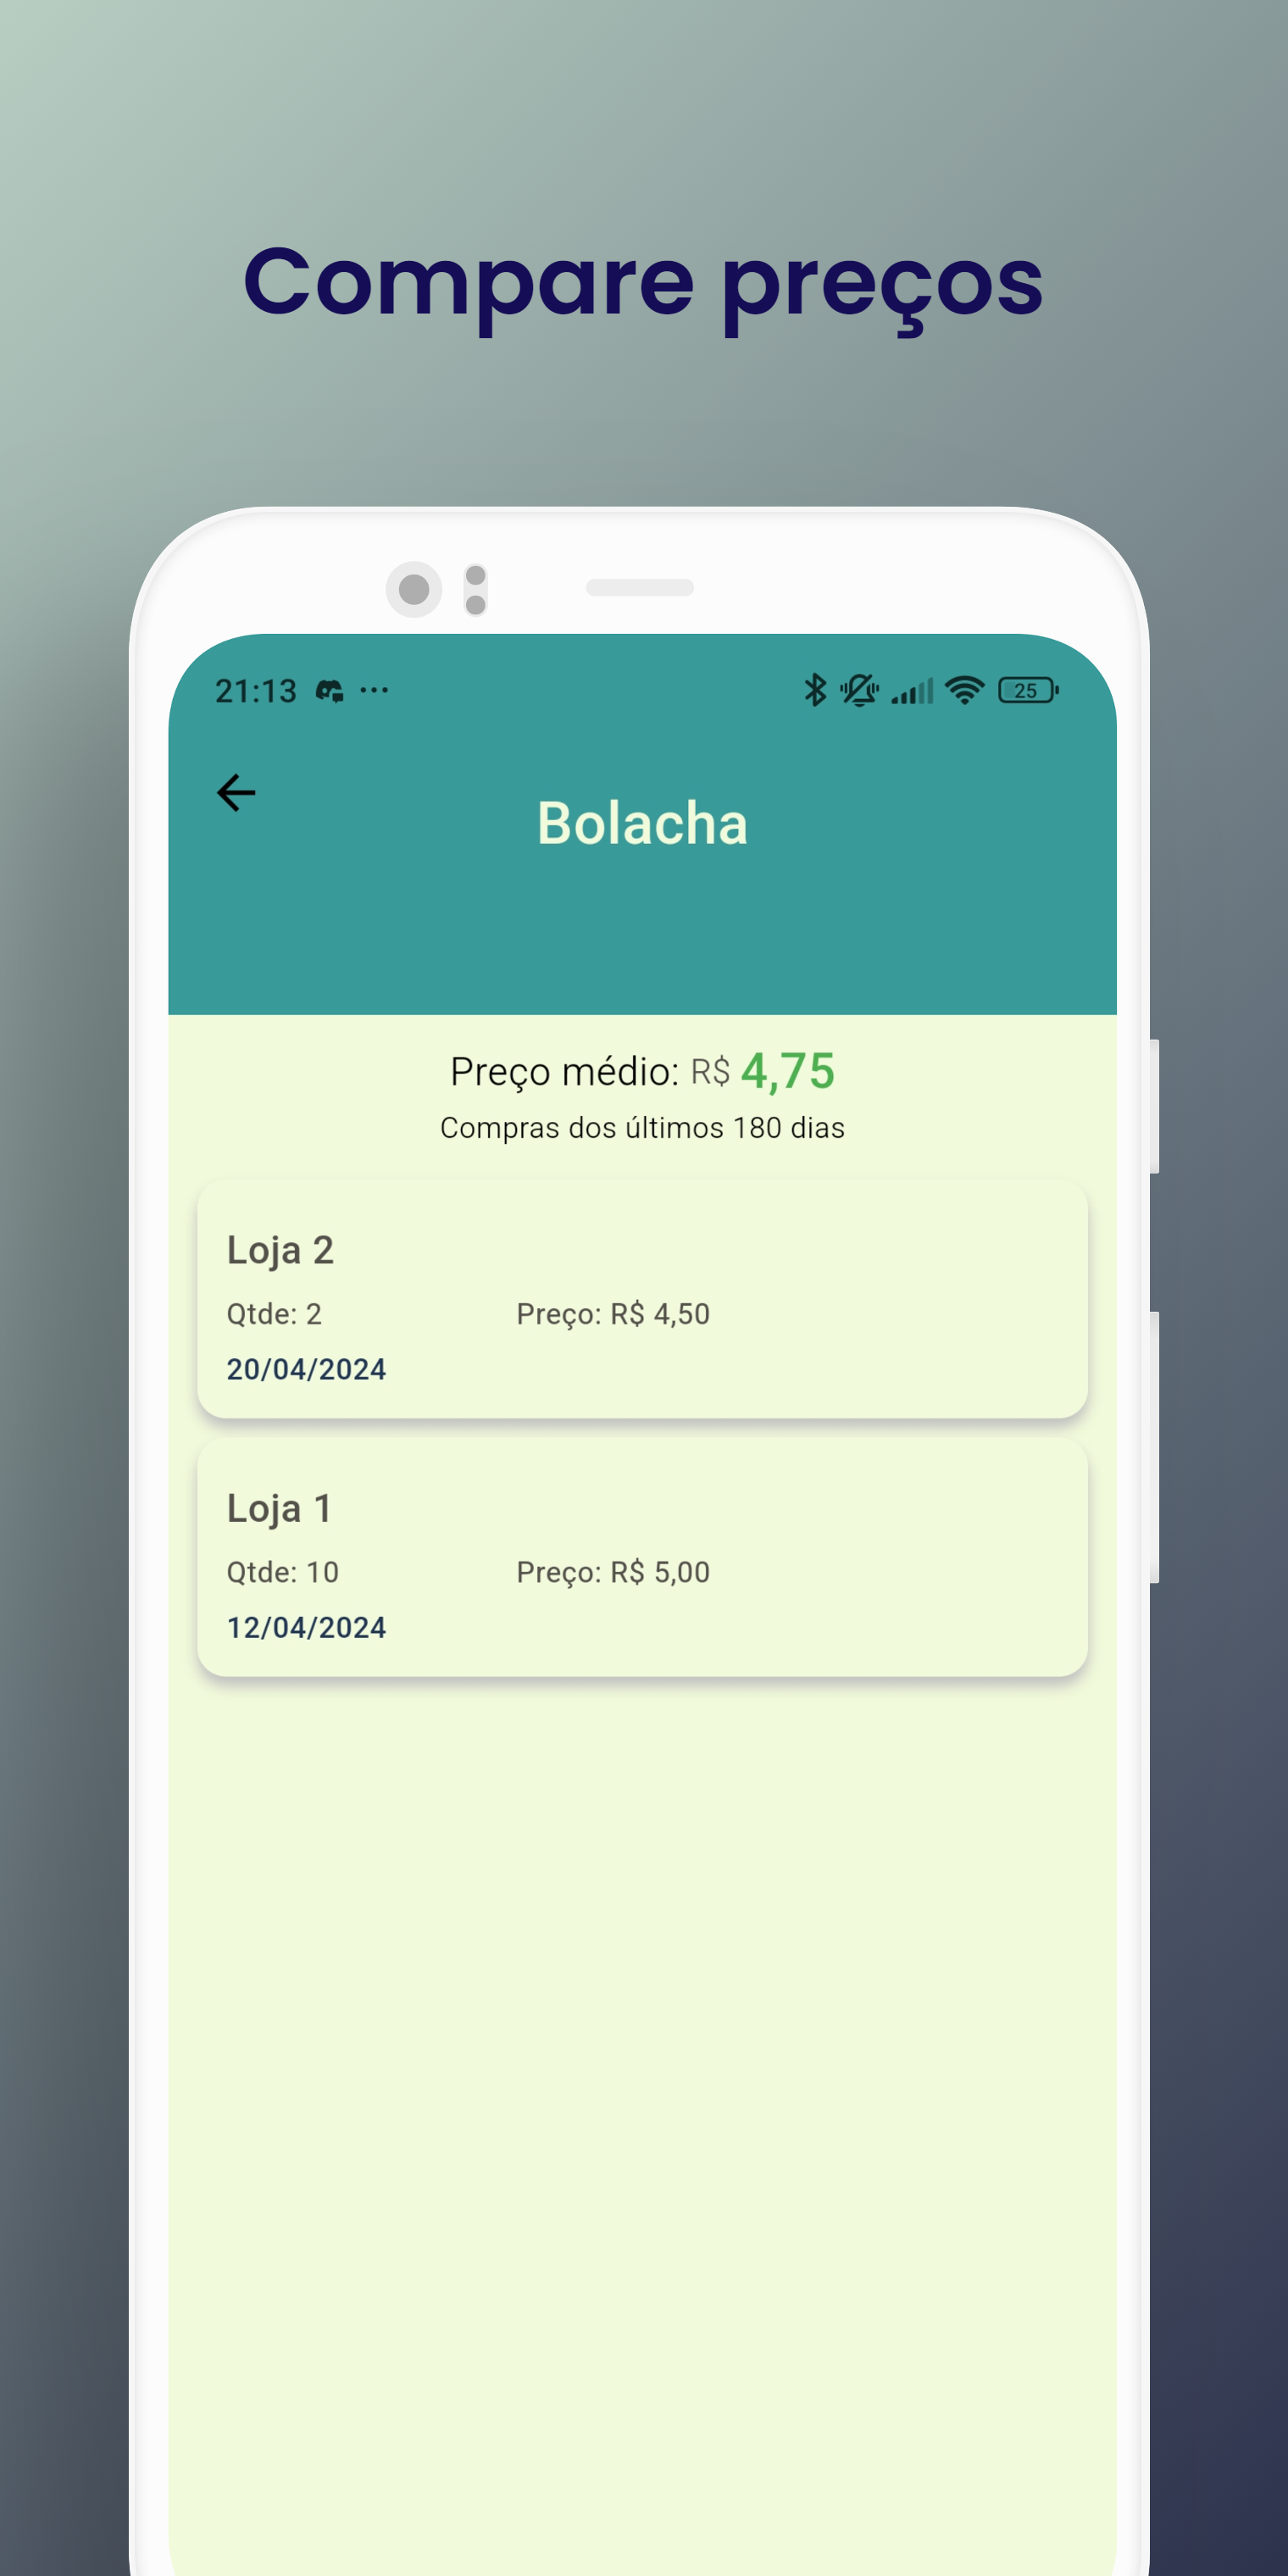 Compare preços
21:13
25
Bolacha
Preço médio: R$ 4,75
Compras dos últimos 180 dias
Loja 2
Qtde: 2 Preço: R$ 4,50
20/04/2024
Loja 1
Qtde: 10 Preço: R$ 5,00
12/04/2024